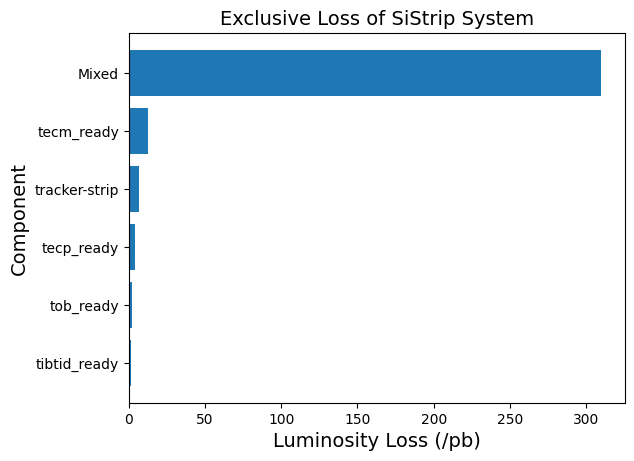 Exclusive Loss of SiStrip System
Component
Mixed
tecm_ready
tracker-strip
tecp_ready
tob_ready
tibtid_ready
0 50 100 150 200 250 300
Luminosity Loss (/pb)